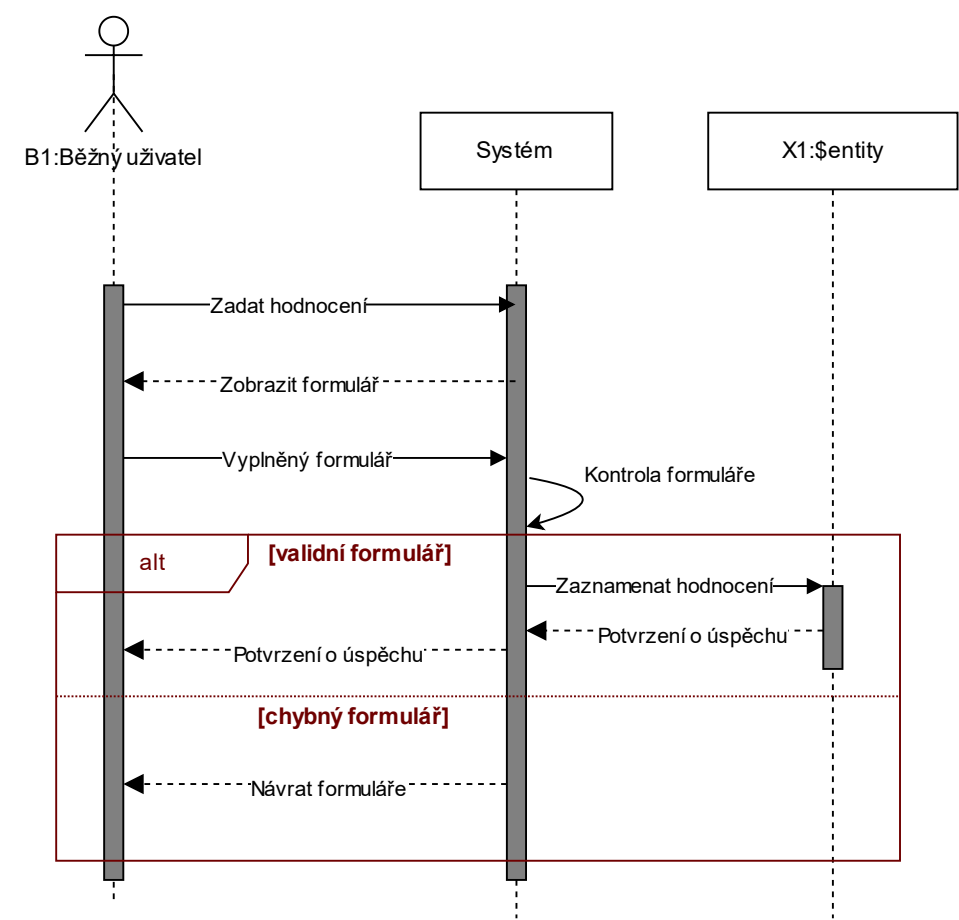 B1:Běžný uživatel
Systém
X1:$entity
Zadat hodnocení
Zobrazit formulář
Vyplněný formulář
Kontrola formuláře
alt
[validní formulář]
Zaznamenat hodnocení
Potvrzení o úspěchu
Potvrzení o úspěchu
[chybný formulář]
Návrat formuláře